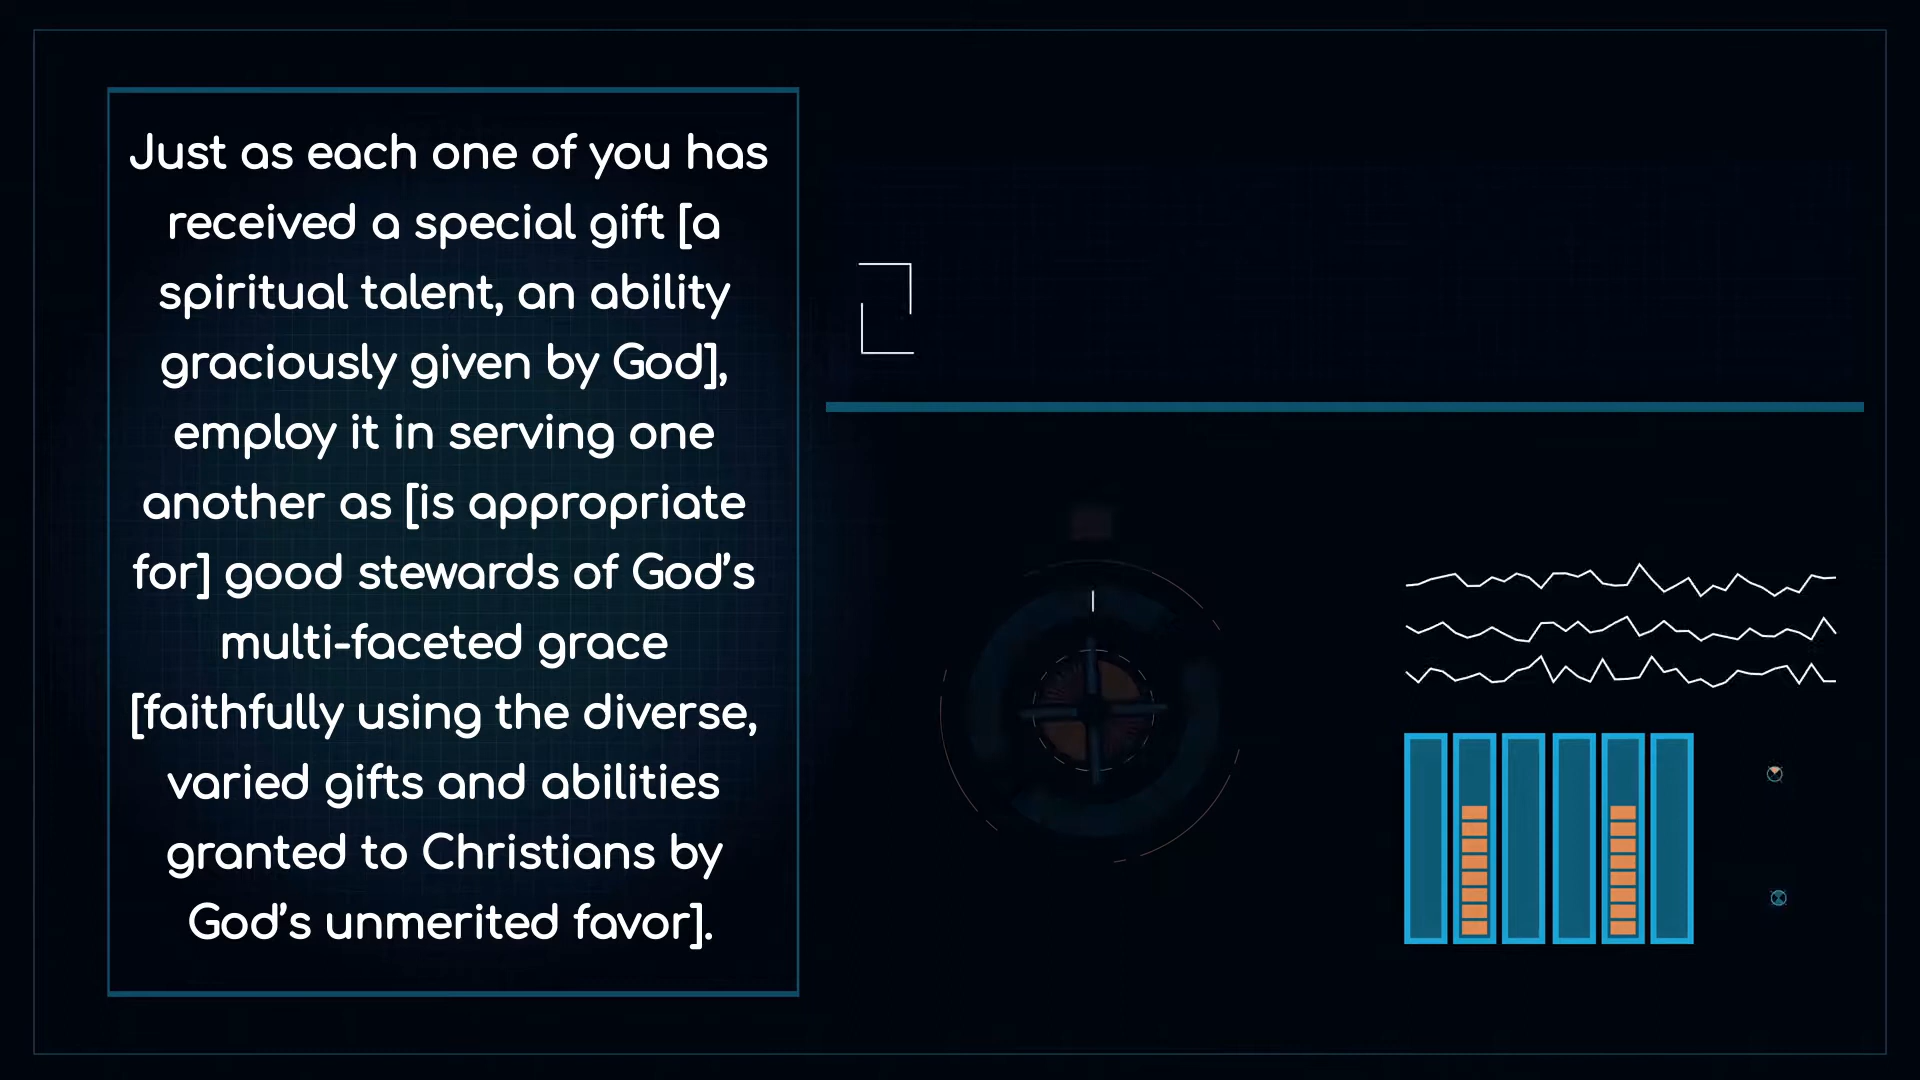 Just as each one of you has
received a special gift [a
spiritual talent, an ability
graciously given by God],
employ it in serving one
another as [is appropriate
for] good stewards of God’s
multi-faceted grace
[faithfully using the diverse,
varied gifts and abilities
granted to Christians by
God’s unmerited favor].